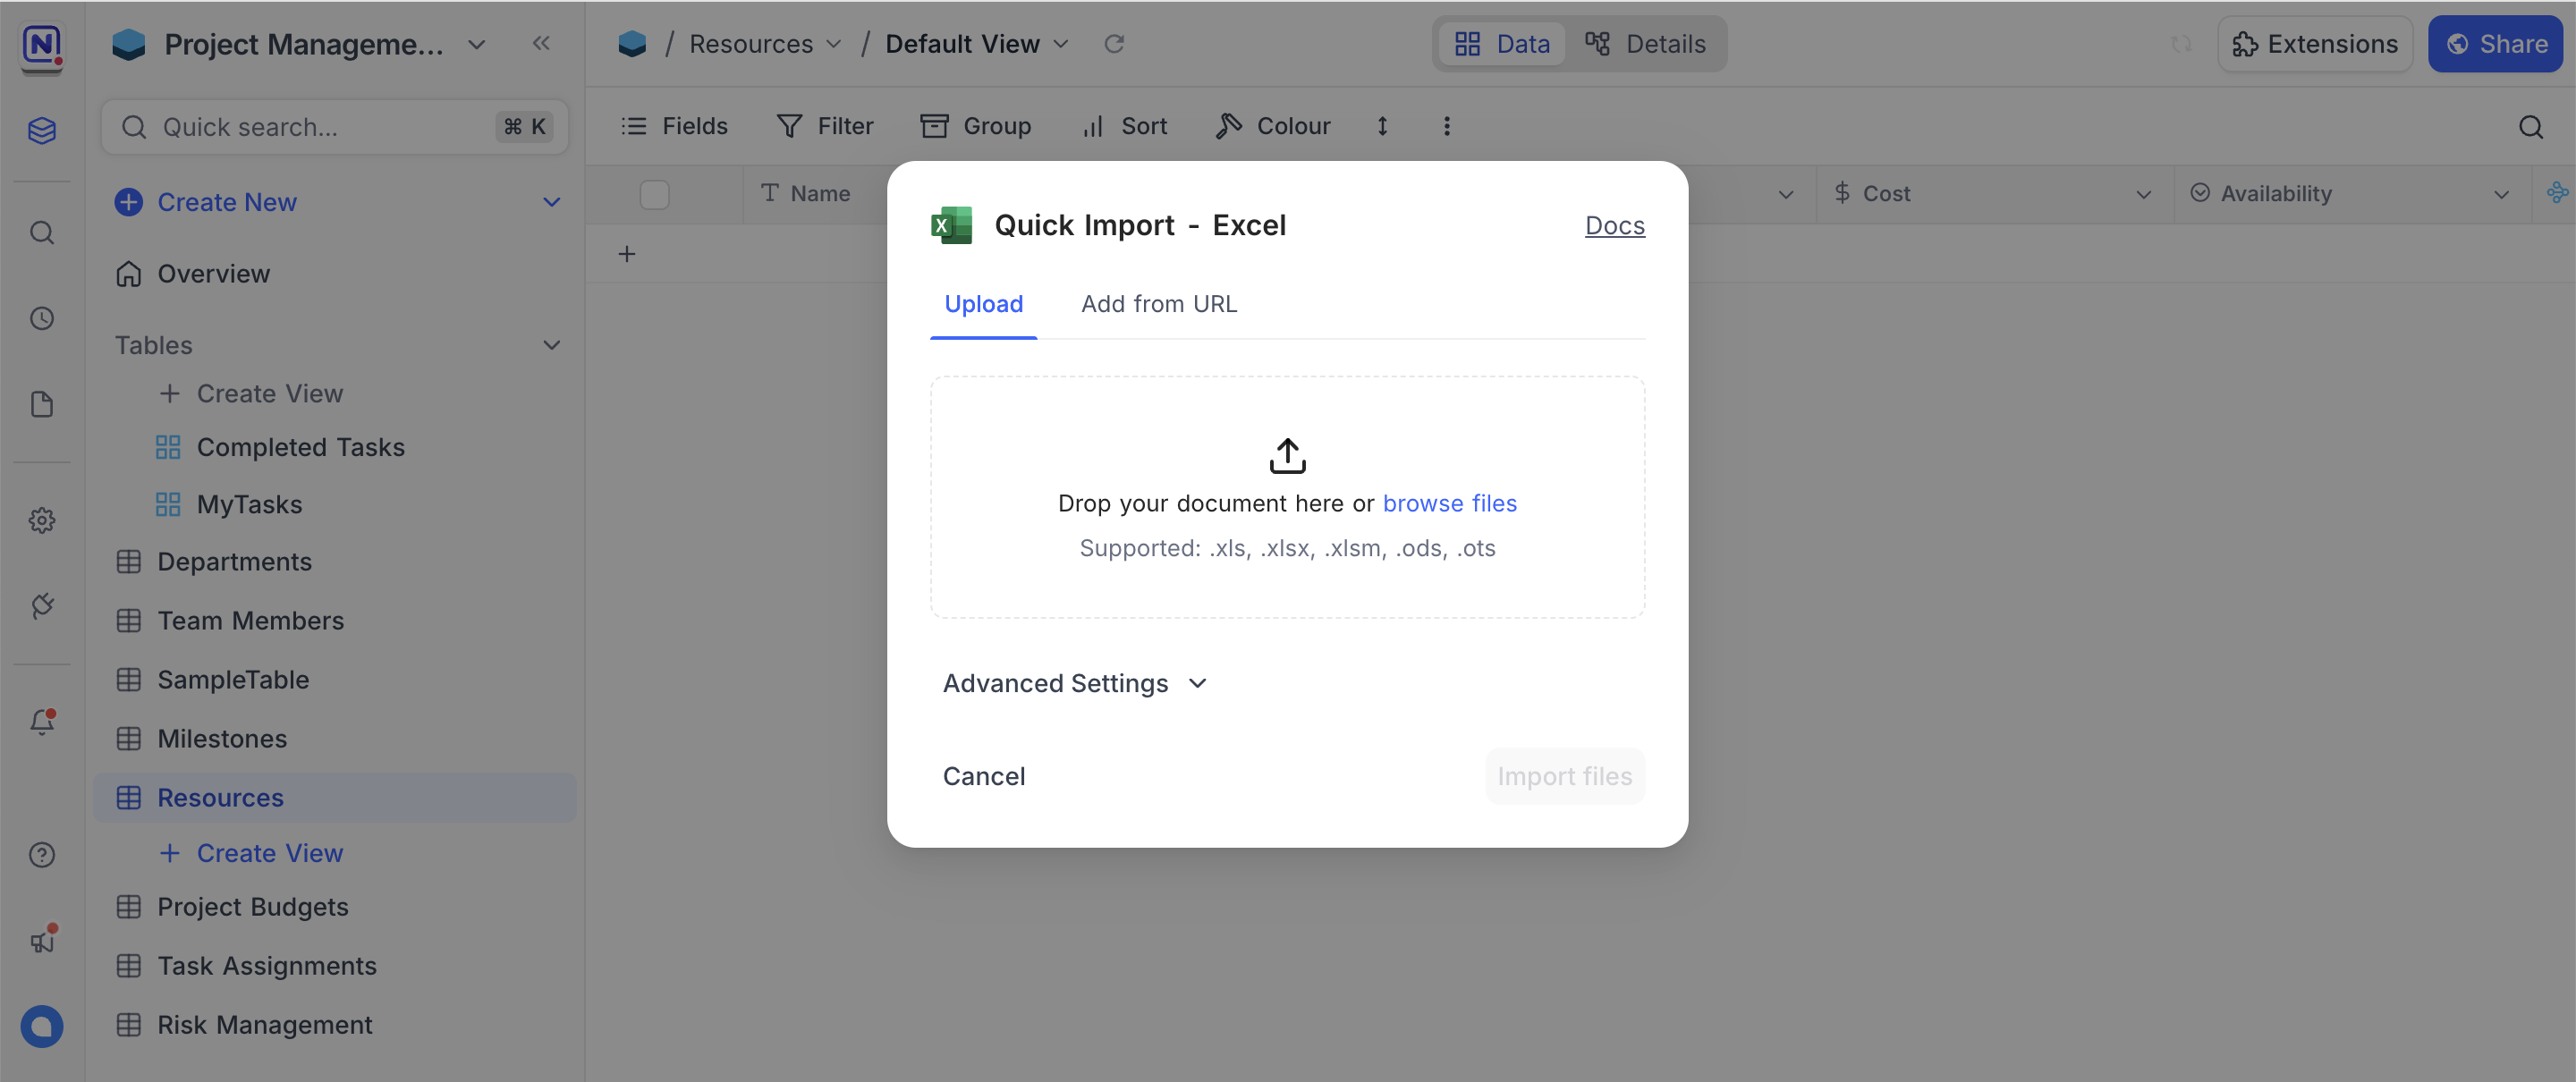 Project Manageme...
Quick search...
⌘ K
Create New
Overview
Tables
Create View
Completed Tasks
MyTasks
Departments
Team Members
SampleTable
Milestones
Resources
Create View
Project Budgets
Task Assignments
Risk Management
/ Resources / Default View
Data
Details
Extensions
Share
Fields
Filter
Group
Sort
Colour
Name
Cost
Availability
Quick Import - Excel
Docs
Upload
Add from URL
Drop your document here or browse files
Supported: .xls, .xlsx, .xlsm, .ods, .ots
Advanced Settings
Cancel
Import files